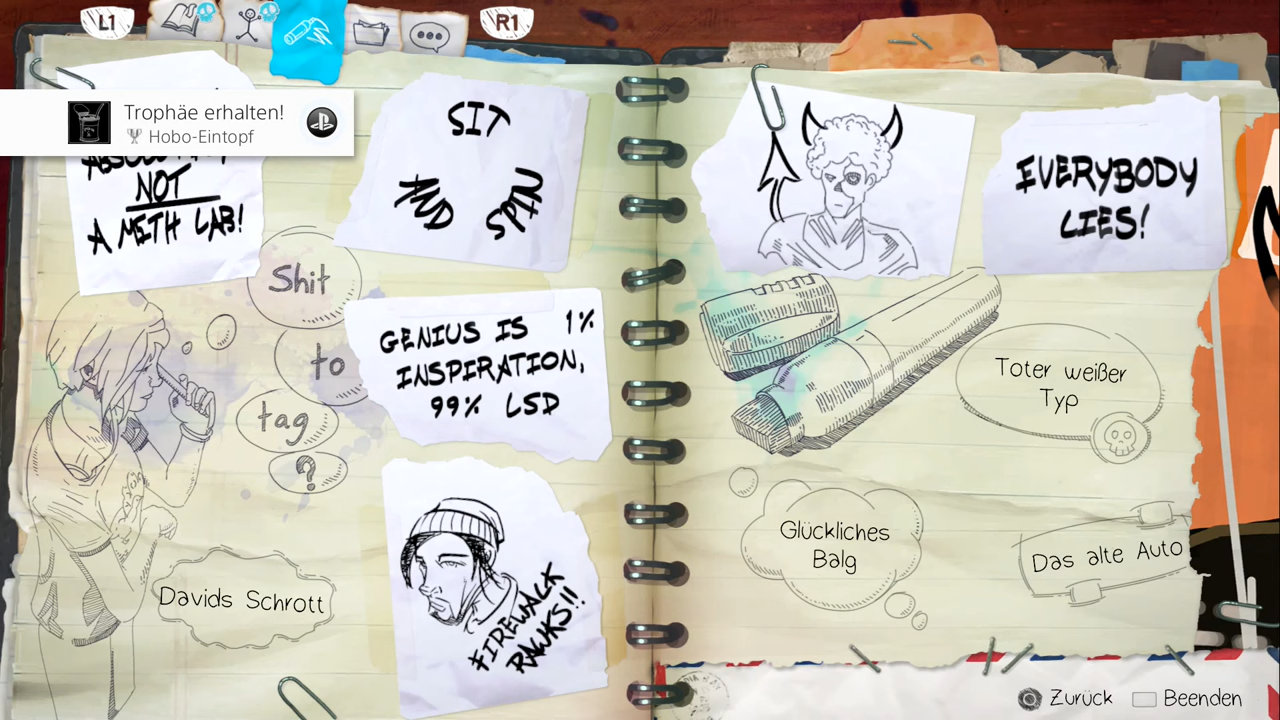 L1
R1
Trophäe erhalten!
Hobo-Eintopf
NOT
A METH LAB!
SIT
AND SPIN
EVERYBODY
LIES!
Shit
to
tag
?
GENIUS IS 1%
INSPIRATION,
99% LSD
Toter weißer
Typ
Glückliches
Balg
Das alte Auto
Davids Schrott
FIREWALK
RAWKS!!
Zurück
Beenden